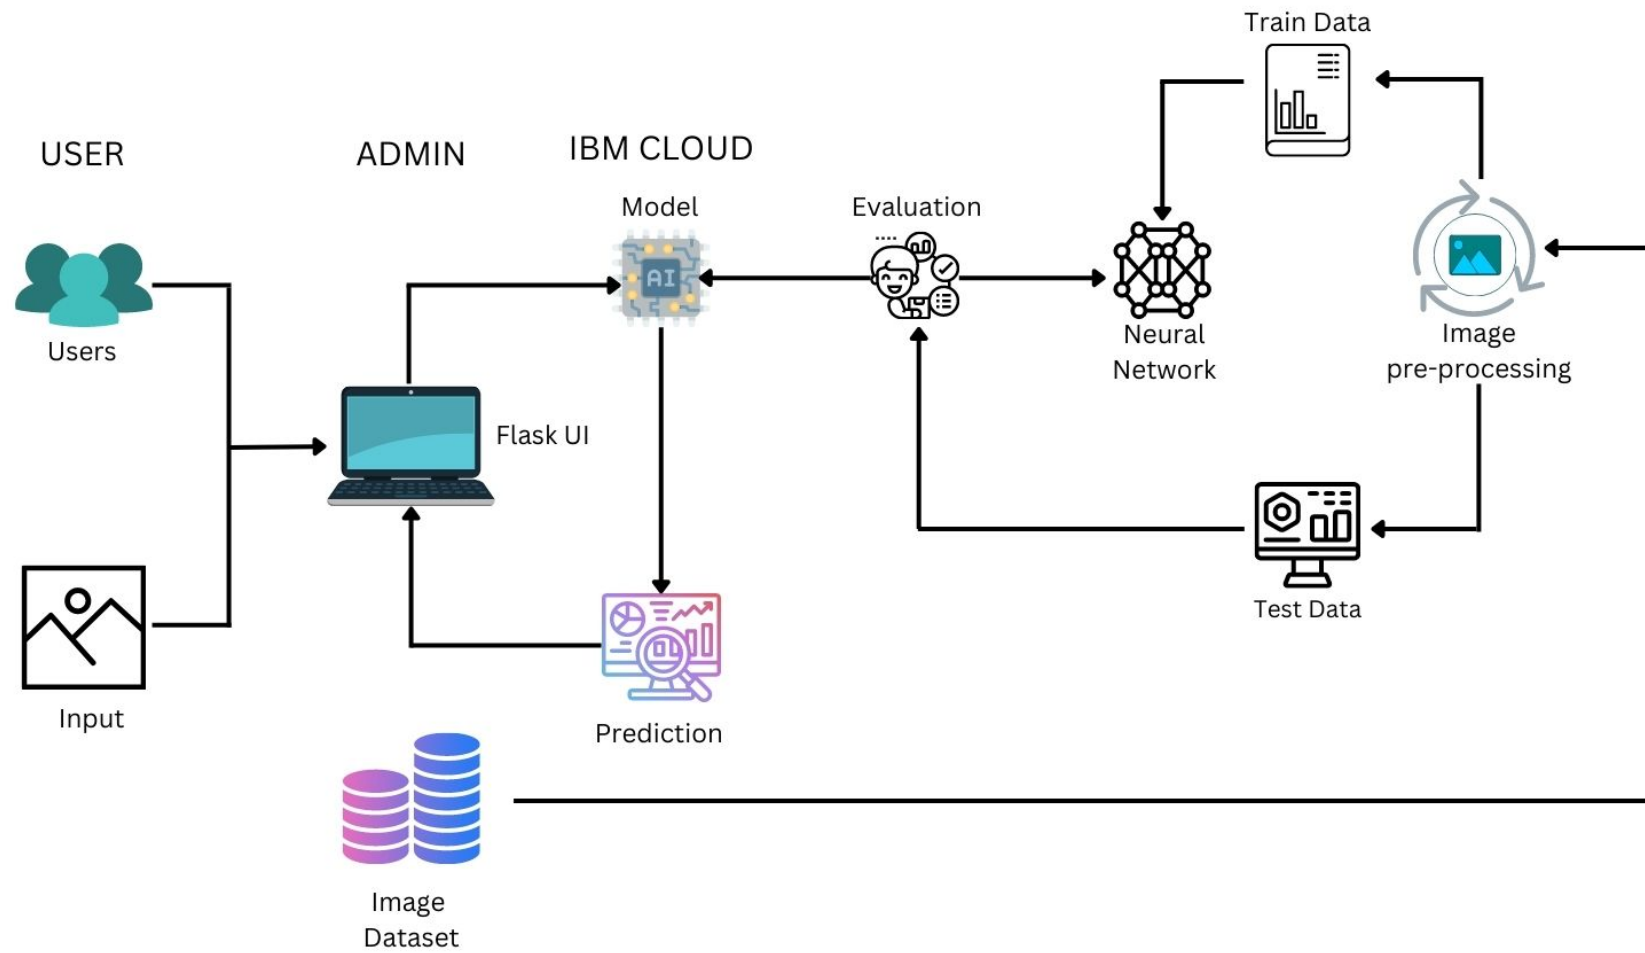 Train Data
USER
ADMIN
IBM CLOUD
Model
Evaluation
AI
Users
Neural
Network
Image
pre-processing
Flask UI
Test Data
Input
Prediction
Image
Dataset